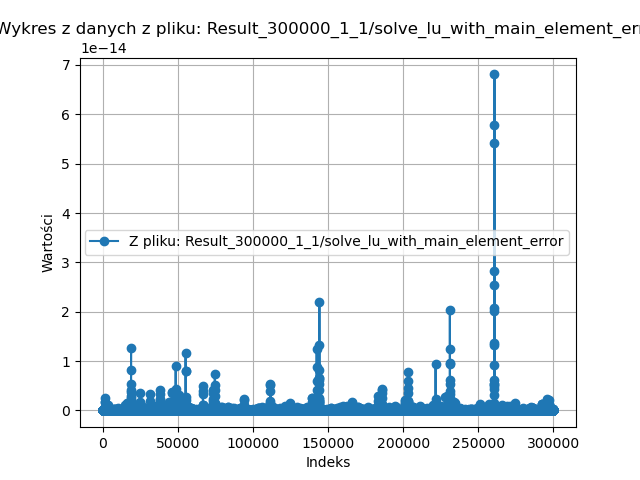 Wykres z danych z pliku: Result_300000_1_1/solve_lu_with_main_element_err
1e−14
7
6
5
4
3
2
1
0
Wartości
Z pliku: Result_300000_1_1/solve_lu_with_main_element_error
0 50000 100000 150000 200000 250000 300000
Indeks